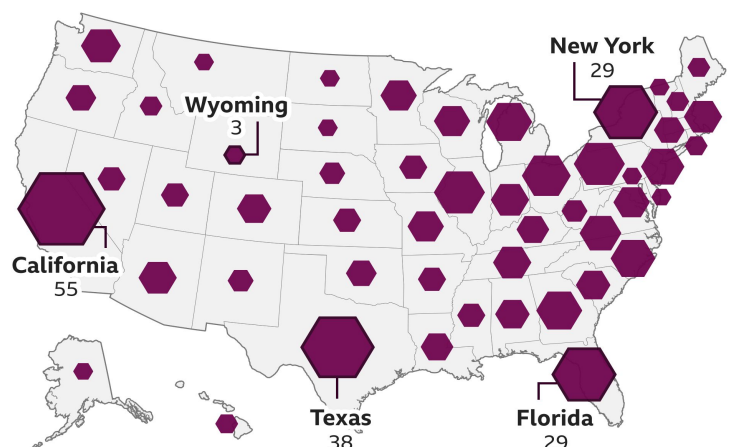 New York
29
Wyoming
3
California
55
Texas
38
Florida
29